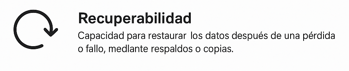 Recuperabilidad
Capacidad para restaurar los datos después de una pérdida
o fallo, mediante respaldos o copias.